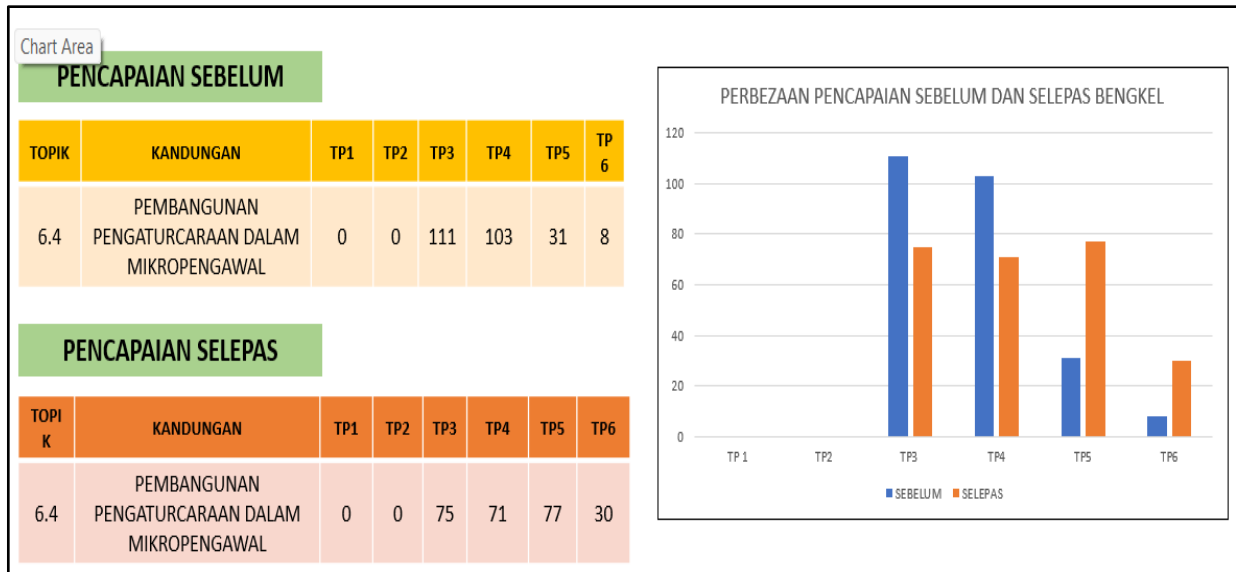 Chart Area
PENCAPAIAN SEBELUM
TOPIK KANDUNGAN TP1 TP2 TP3 TP4 TP5 TP
6
PEMBANGUNAN
6.4 PENGATURCARAAN DALAM 0 0 111 103 31 8
MIKROPENGAWAL
PENCAPAIAN SELEPAS
TOPI
K KANDUNGAN TP1 TP2 TP3 TP4 TP5 TP6
PEMBANGUNAN
6.4 PENGATURCARAAN DALAM 0 0 75 71 77 30
MIKROPENGAWAL
PERBEZAAN PENCAPAIAN SEBELUM DAN SELEPAS BENGKEL
120
100
80
60
40
20
0
TP 1 TP2 TP3 TP4 TP5 TP6
SEBELUM SELEPAS